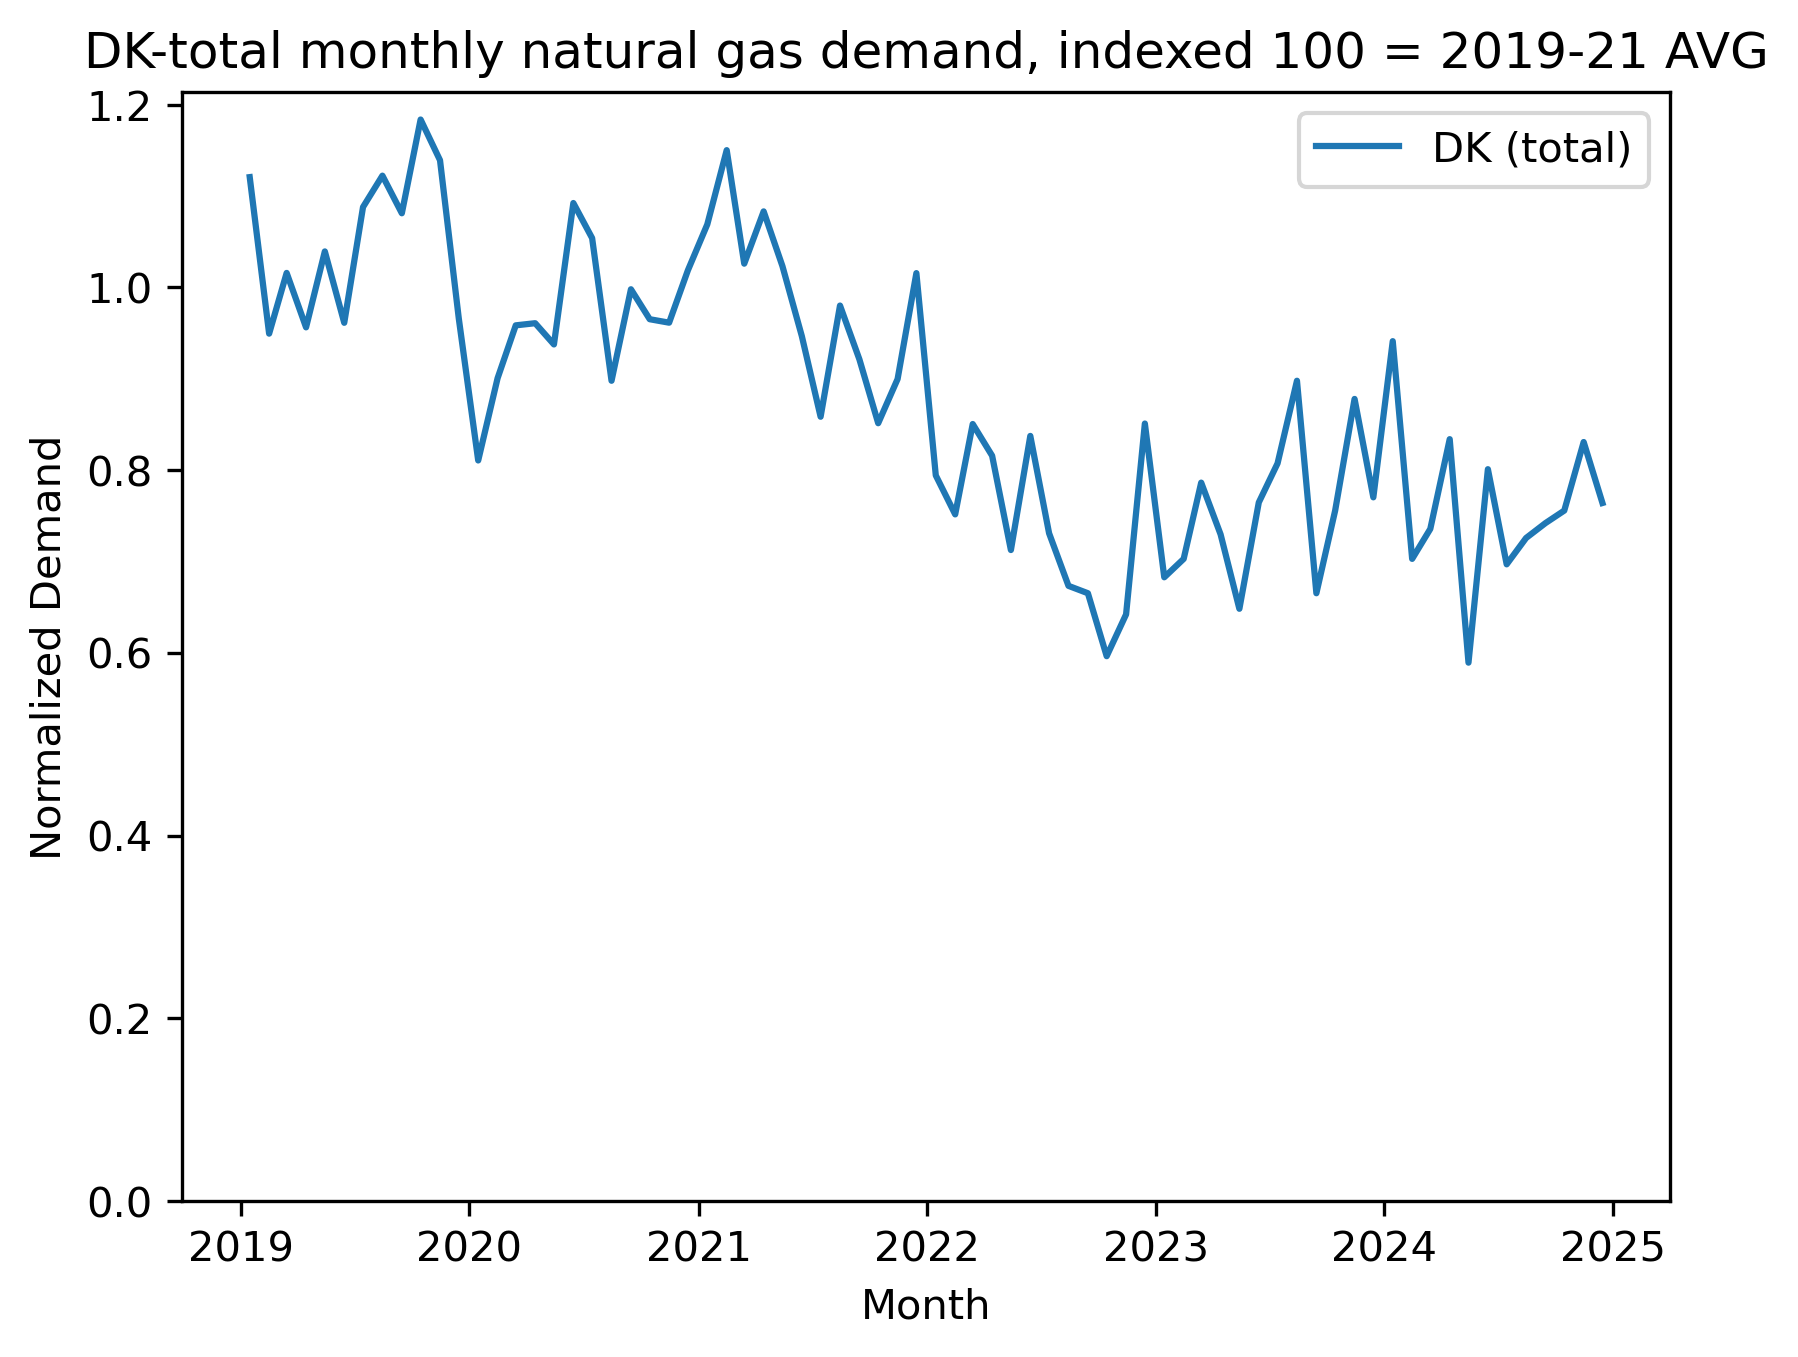 DK-total monthly natural gas demand, indexed 100 = 2019-21 AVG
DK (total)
Normalized Demand
1.2
1.0
0.8
0.6
0.4
0.2
0.0
2019 2020 2021 2022 2023 2024 2025
Month